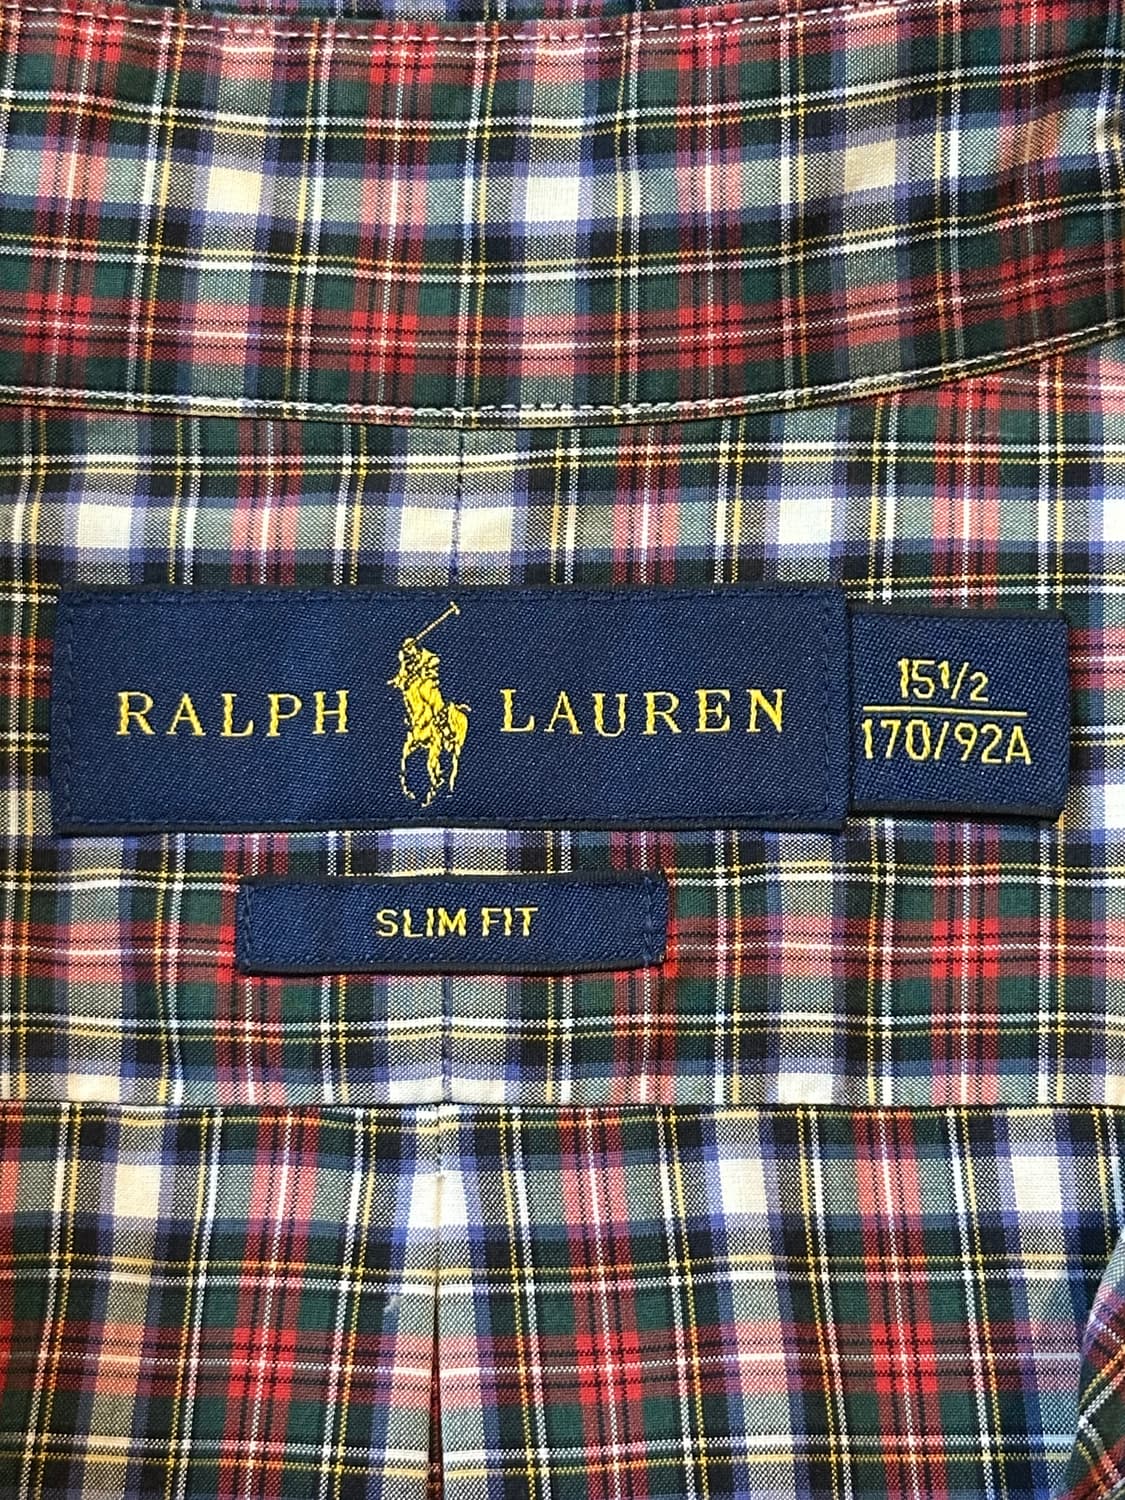 RALPH LAUREN
15½
170/92A
SLIM FIT